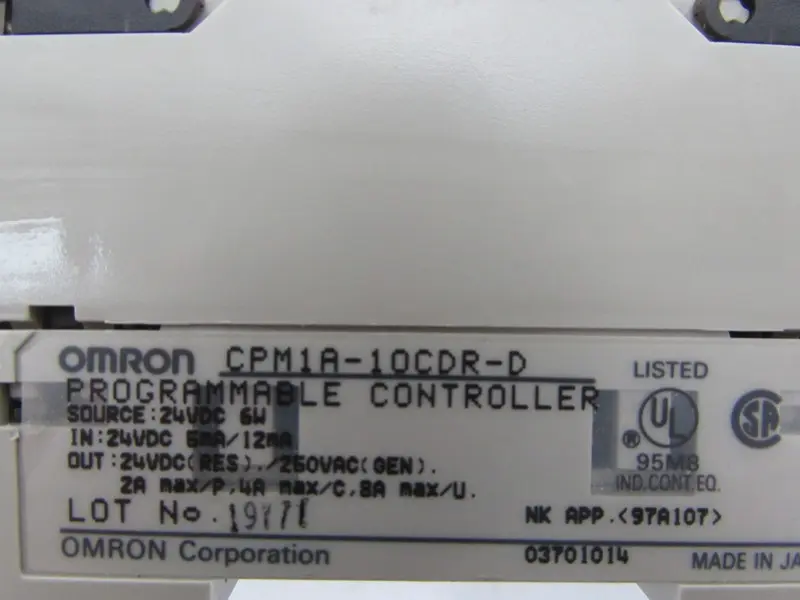 OMRON CPM1A-10CDR-D
PROGRAMMABLE CONTROLLER
SOURCE:24VDC 6W
IN:24VDC 5mA/12mA
OUT:24VDC(RES)./250VAC(GEN).
2A max/P,4A max/C,8A max/U.
LOT No.
OMRON Corporation
LISTED
UL
®
95M8
IND.CONT.EQ.
SA
NK APP.<97A107>
03701014
MADE IN JA